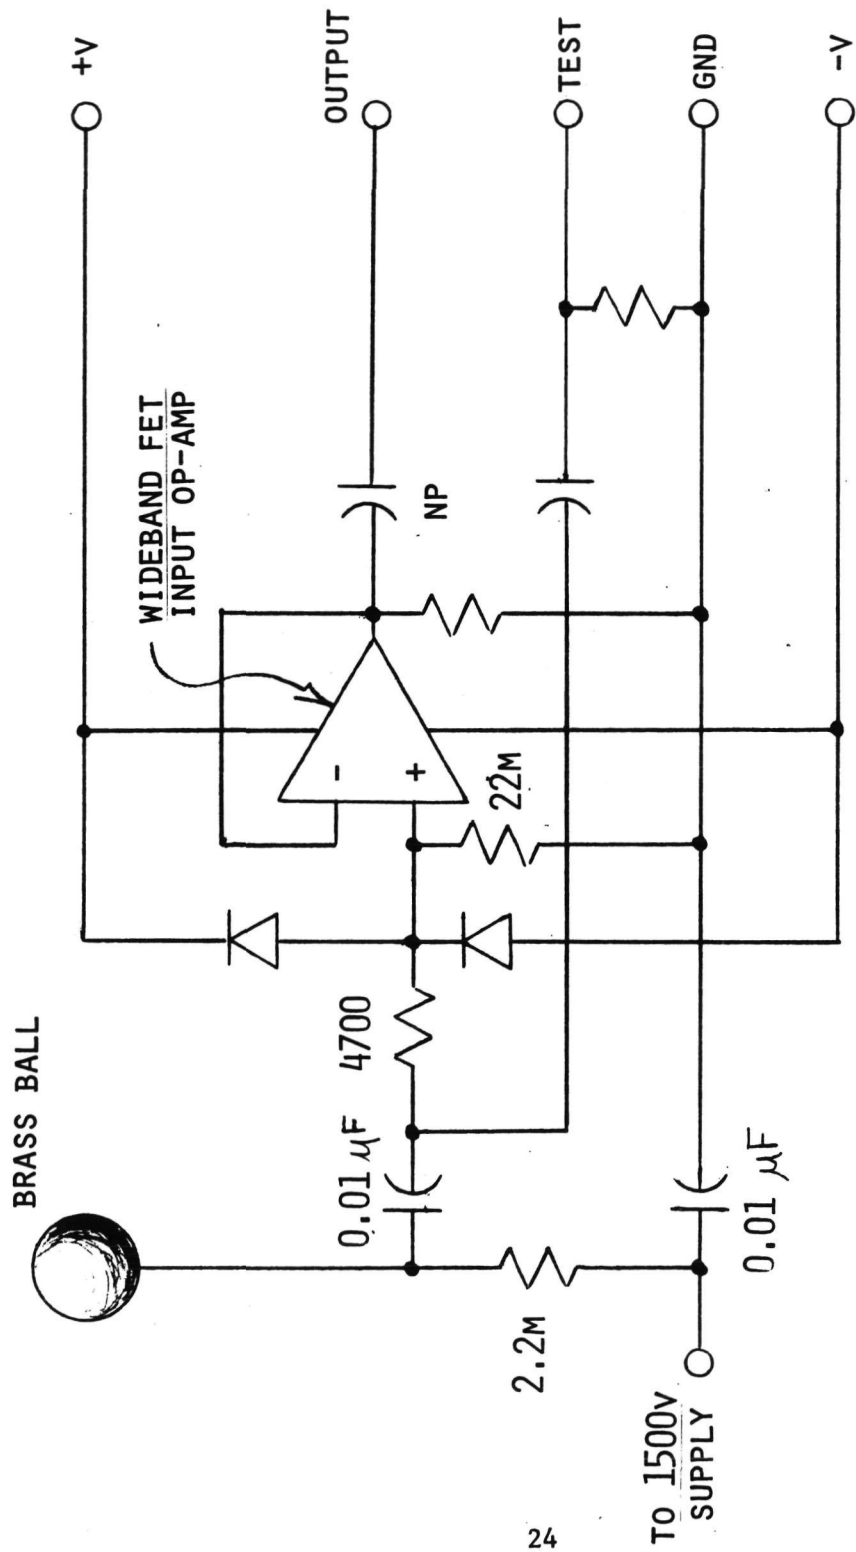 +V
OUTPUT
TEST
GND
-V
WIDEBAND FET
INPUT OP-AMP
NP
-
+
22M
BRASS BALL
4700
0.01 µF
0.01 µF
2.2M
TO 1500V
SUPPLY
24